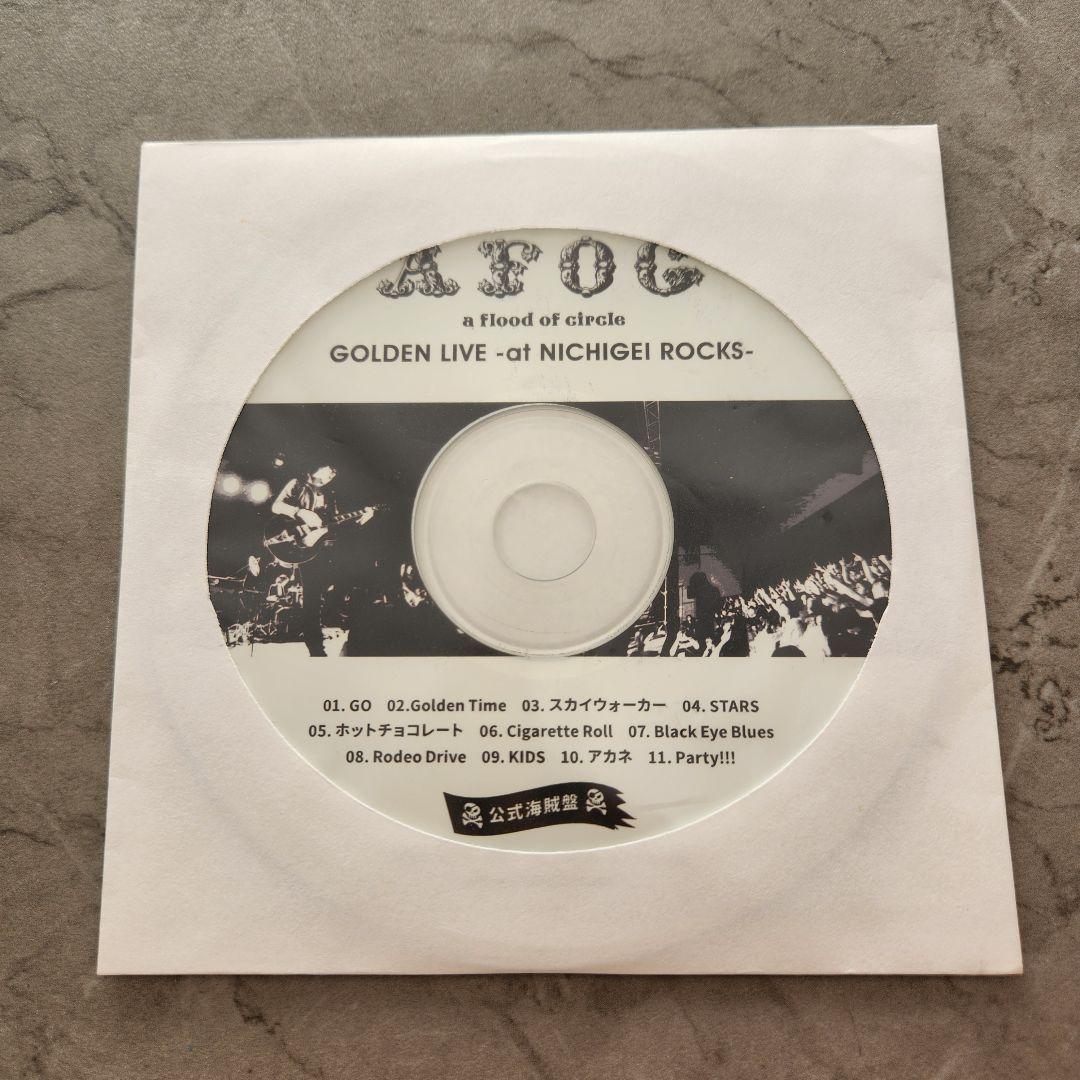 AFOC
a flood of circle
GOLDEN LIVE -at NICHIGEI ROCKS-
01. GO 02.Golden Time 03. スカイウォーカー 04. STARS
05. ホットチョコレート 06. Cigarette Roll 07. Black Eye Blues
08. Rodeo Drive 09. KIDS 10. アカネ 11. Party!!!
公式海賊盤